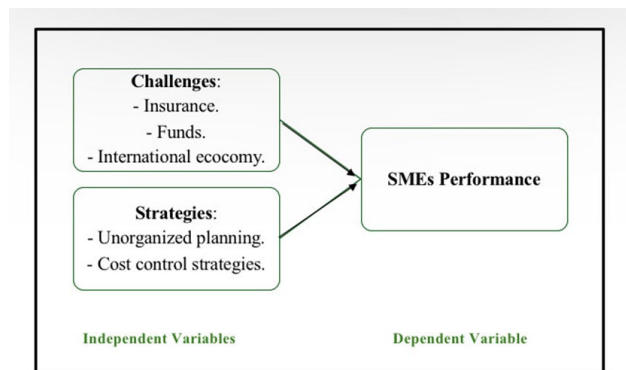 Challenges:
- Insurance.
- Funds.
- International ecocomy.
SMEs Performance
Strategies:
- Unorganized planning.
- Cost control strategies.
Independent Variables
Dependent Variable